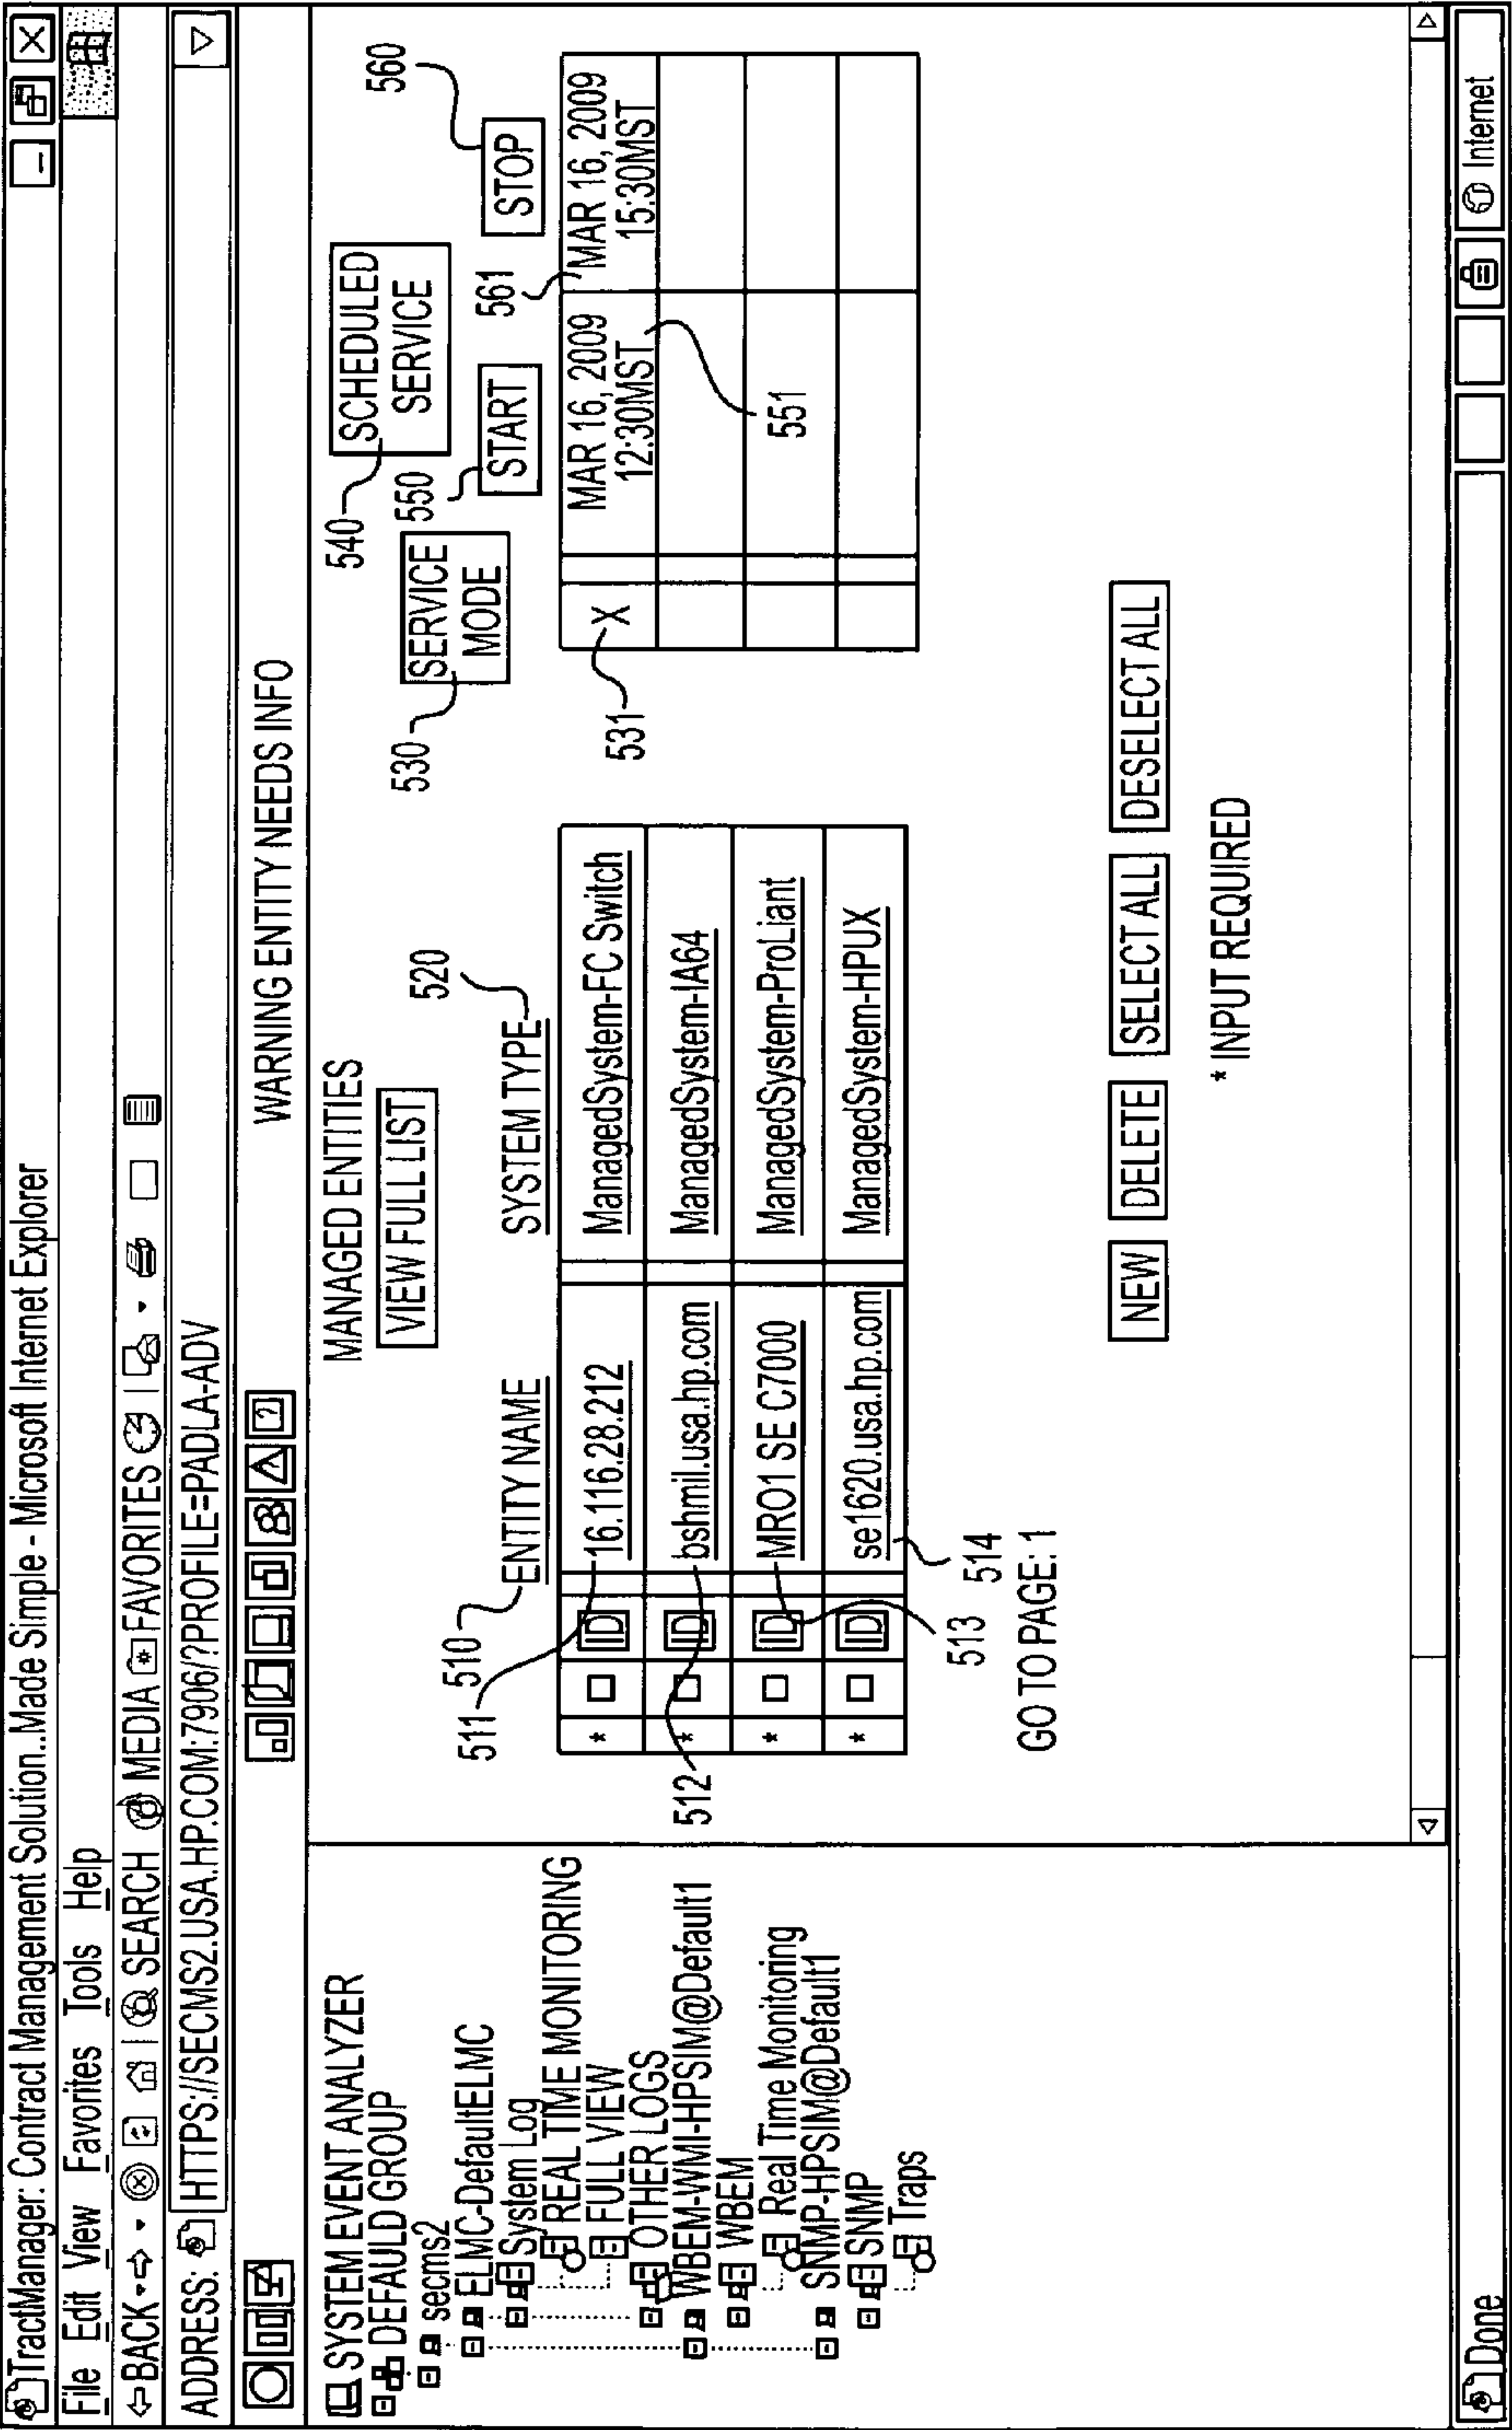 TractManager: Contract Management Solution..Made Simple - Microsoft Internet Explorer
File Edit View Favorites Tools Help
BACK SEARCH MEDIA FAVORITES
ADDRESS: HTTPS://SECMS2.USA.HP.COM:7906/?PROFILE=PADLA-ADV
?
WARNING ENTITY NEEDS INFO
SYSTEM EVENT ANALYZER
DEFAULD GROUP
secms2
ELMC-DefaultELMC
System Log
REAL TIME MONITORING
FULL VIEW
OTHER LOGS
WBEM-WMI-HPSIM@Default1
WBEM
Real Time Monitoring
SNMP-HPSIM@Default1
SNMP
Traps
MANAGED ENTITIES
VIEW FULL LIST
510 ENTITY NAME SYSTEM TYPE 520
511 * ID 16.116.28.212 ManagedSystem-FC Switch
512 * ID bshmil.usa.hp.com ManagedSystem-IA64
513 * ID MRO1 SE C7000 ManagedSystem-ProLiant
514 * ID se1620.usa.hp.com ManagedSystem-HPUX
GO TO PAGE: 1
540 SCHEDULED
SERVICE
530 SERVICE
MODE
550 START
STOP 560
531 X
MAR 16, 2009
12:30MST
551
561 MAR 16, 2009
15:30MST
NEW DELETE SELECT ALL DESELECT ALL
* INPUT REQUIRED
Done
Internet